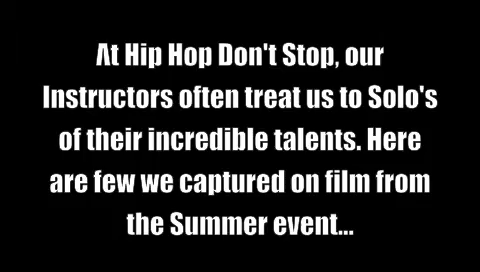 At Hip Hop Don't Stop, our
Instructors often treat us to Solo's
of their incredible talents. Here
are few we captured on film from
the Summer event...